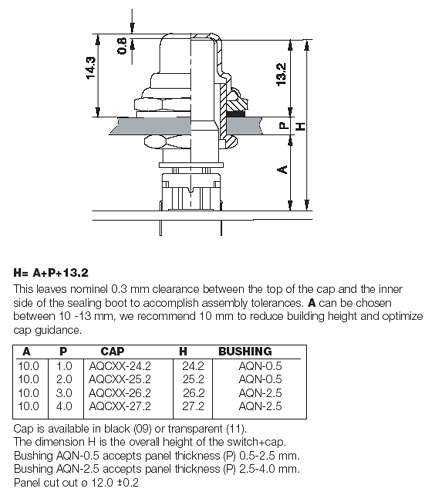 0.8
14.3
13.2
P
H
A
H= A+P+13.2
This leaves nominel 0.3 mm clearance between the top of the cap and the inner
side of the sealing boot to accomplish assembly tolerances. A can be chosen
between 10 -13 mm, we recommend 10 mm to reduce building height and optimize
cap guidance.
A P CAP H BUSHING
10.0 1.0 AQCXX-24.2 24.2 AQN-0.5
10.0 2.0 AQCXX-25.2 25.2 AQN-0.5
10.0 3.0 AQCXX-26.2 26.2 AQN-2.5
10.0 4.0 AQCXX-27.2 27.2 AQN-2.5
Cap is available in black (09) or transparent (11).
The dimension H is the overall height of the switch+cap.
Bushing AQN-0.5 accepts panel thickness (P) 0.5-2.5 mm.
Bushing AQN-2.5 accepts panel thickness (P) 2.5-4.0 mm.
Panel cut out ø 12.0 ±0.2